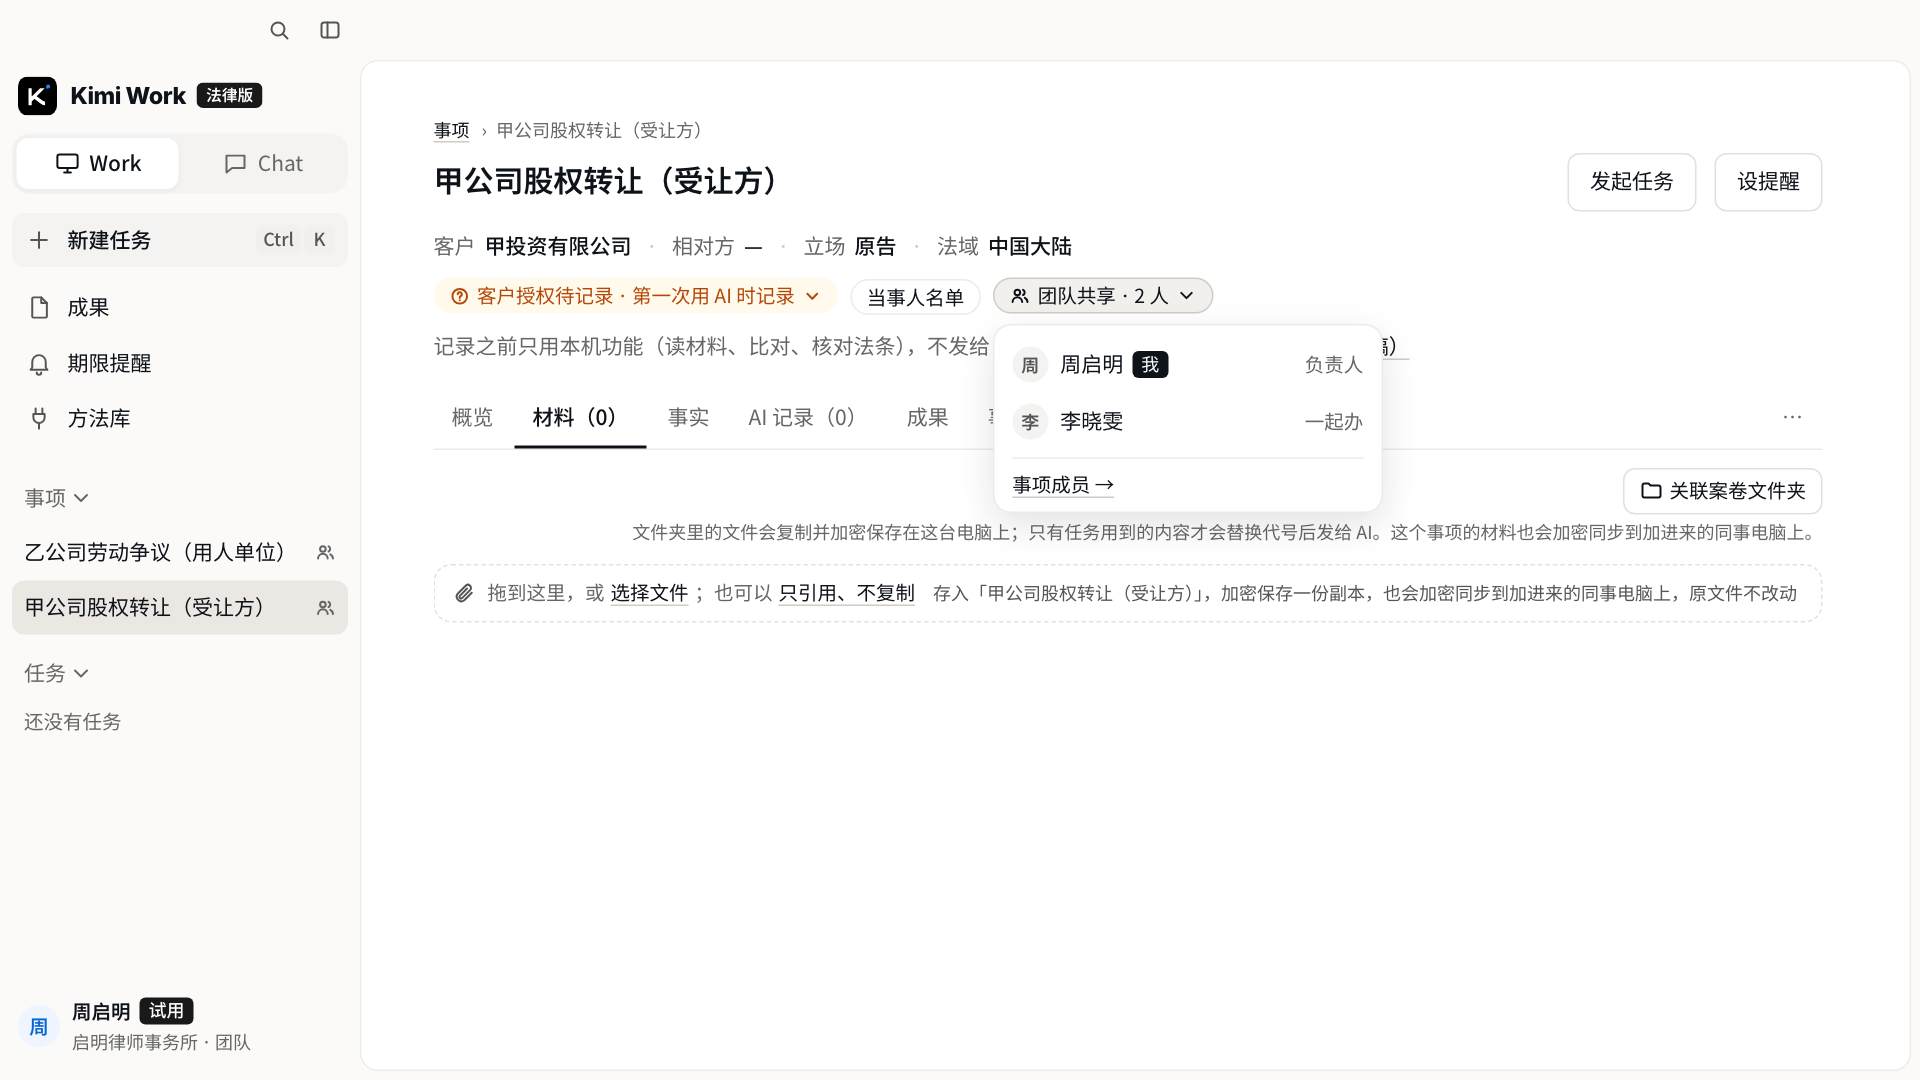 Kimi Work 法律版
Work
Chat
新建任务 Ctrl K
成果
期限提醒
方法库
事项
乙公司劳动争议（用人单位）
甲公司股权转让（受让方）
任务
还没有任务
周 周启明 试用
启明律师事务所 · 团队
事项 › 甲公司股权转让（受让方）
甲公司股权转让（受让方）
发起任务 设提醒
客户 甲投资有限公司 · 相对方 — · 立场 原告 · 法域 中国大陆
客户授权待记录 · 第一次用 AI 时记录 当事人名单 团队共享 · 2 人
记录之前只用本机功能（读材料、比对、核对法条），不发给
周 周启明 我 负责人
李 李晓雯 一起办
事项成员 →
概览 材料（0） 事实 AI 记录（0） 成果 ···
关联案卷文件夹
文件夹里的文件会复制并加密保存在这台电脑上；只有任务用到的内容才会替换代号后发给 AI。这个事项的材料也会加密同步到加进来的同事电脑上。
拖到这里，或 选择文件 ；也可以 只引用、不复制 存入「甲公司股权转让（受让方）」，加密保存一份副本，也会加密同步到加进来的同事电脑上，原文件不改动